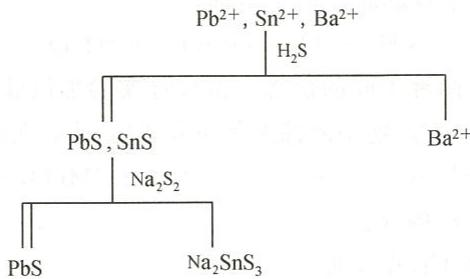 Pb²⁺, Sn²⁺, Ba²⁺
H₂S
PbS, SnS
Ba²⁺
Na₂S₂
PbS
Na₂SnS₃